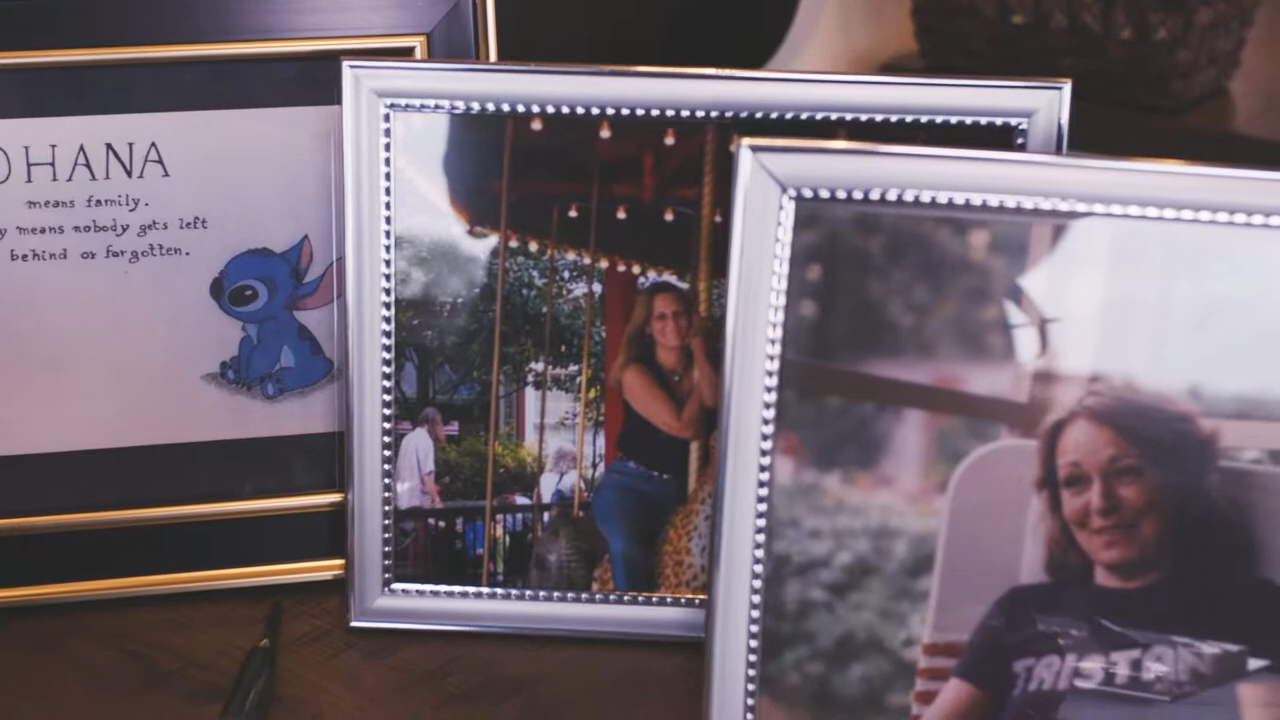 OHANA
means family.
y means nobody gets left
behind or forgotten.
TRISTAN